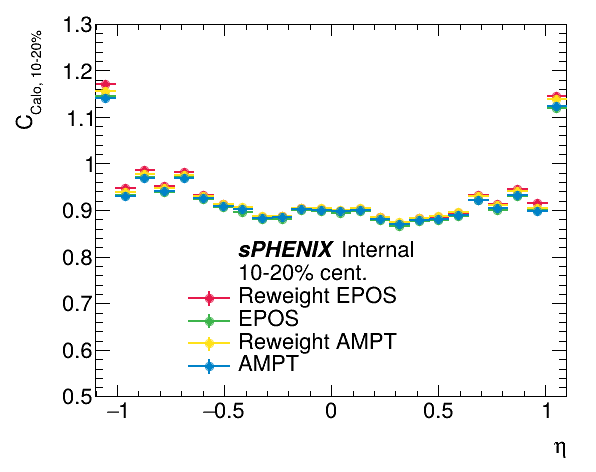 C_Calo, 10-20%
1.3
1.2
1.1
1
0.9
0.8
0.7
0.6
0.5
sPHENIX Internal
10-20% cent.
Reweight EPOS
EPOS
Reweight AMPT
AMPT
−1
−0.5
0
0.5
1
η